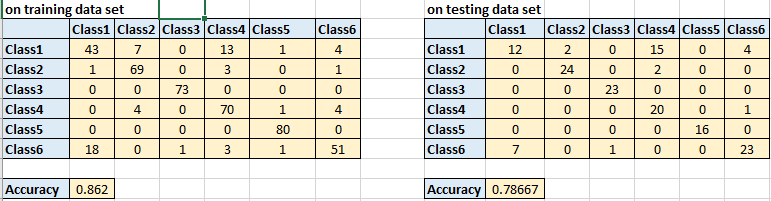 on training data set on testing data set
Class1 Class2 Class3 Class4 Class5 Class6 Class1 Class2 Class3 Class4 Class5 Class6
Class1 43 7 0 13 1 4 Class1 12 2 0 15 0 4
Class2 1 69 0 3 0 1 Class2 0 24 0 2 0 0
Class3 0 0 73 0 0 0 Class3 0 0 23 0 0 0
Class4 0 4 0 70 1 4 Class4 0 0 0 20 0 1
Class5 0 0 0 0 80 0 Class5 0 0 0 0 16 0
Class6 18 0 1 3 1 51 Class6 7 0 1 0 0 23
Accuracy 0.862 Accuracy 0.78667